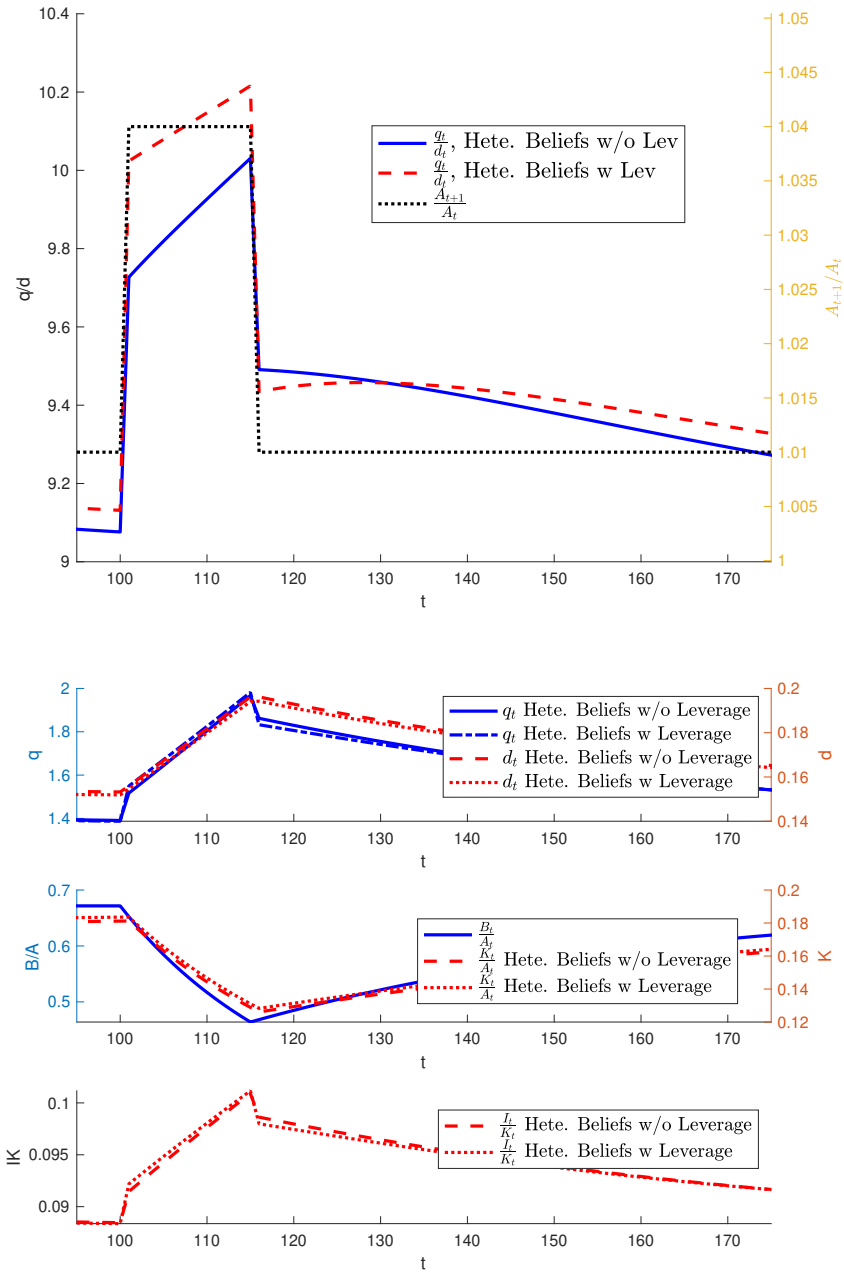 10.4
10.2
10
9.8
9.6
9.4
9.2
9
q/d
1.05
1.045
1.04
1.035
1.03
1.025
1.02
1.015
1.01
1.005
1
A_{t+1}/A_t
q_t/d_t, Hete. Beliefs w/o Lev
q_t/d_t, Hete. Beliefs w Lev
A_{t+1}/A_t
100 110 120 130 140 150 160 170
t
2
1.8
1.6
1.4
q
0.2
0.18
0.16
0.14
d
q_t Hete. Beliefs w/o Leverage
q_t Hete. Beliefs w Leverage
d_t Hete. Beliefs w/o Leverage
d_t Hete. Beliefs w Leverage
100 110 120 130 140 150 160 170
t
0.7
0.6
0.5
B/A
0.2
0.18
0.16
0.14
0.12
K
B_t/A_t
K_t/A_t Hete. Beliefs w/o Leverage
K_t/A_t Hete. Beliefs w Leverage
100 110 120 130 140 150 160 170
t
0.1
0.095
0.09
IK
I_t/K_t Hete. Beliefs w/o Leverage
I_t/K_t Hete. Beliefs w Leverage
100 110 120 130 140 150 160 170
t